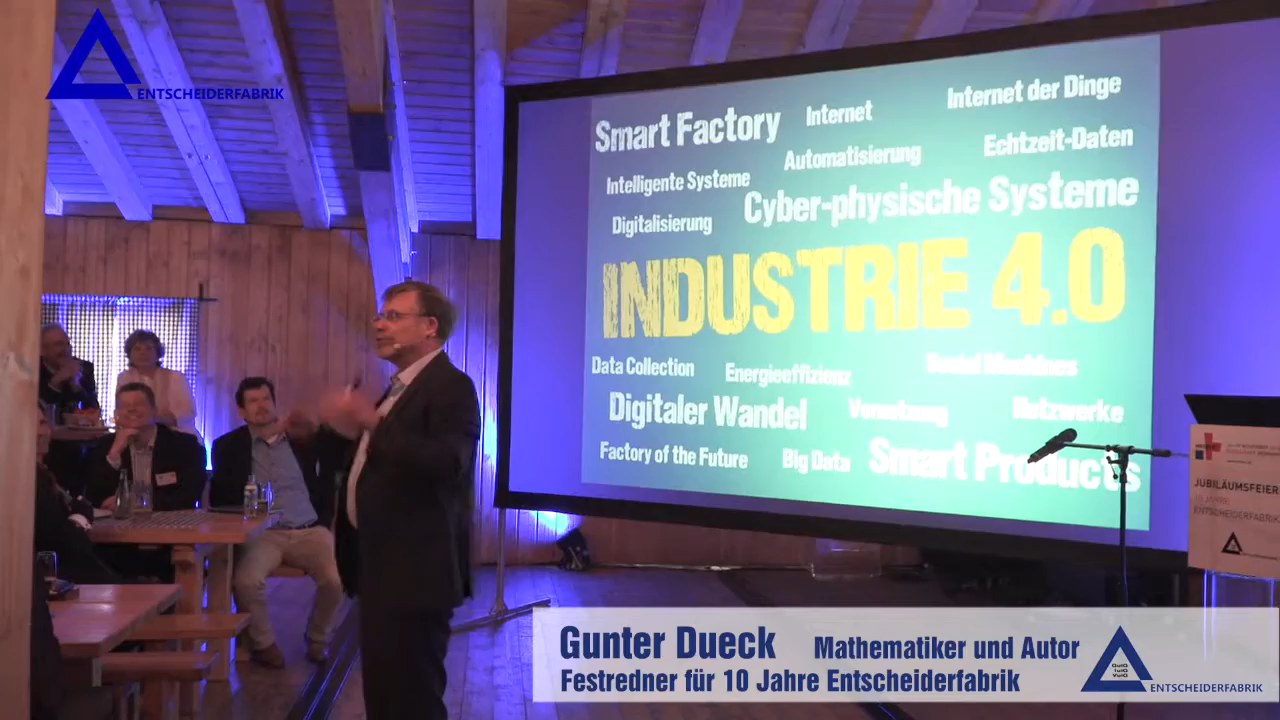 ENTSCHEIDERFABRIK
Smart Factory
Internet
Internet der Dinge
Automatisierung
Echtzeit-Daten
Intelligente Systeme
Cyber-physische Systeme
Digitalisierung
INDUSTRIE 4.0
Data Collection
Energieeffizienz
Social Machines
Digitaler Wandel
Vernetzung
Netzwerke
Factory of the Future
Big Data
Smart Products
JUBILÄUMSFEIER
10 JAHRE
ENTSCHEIDERFABRIK
Gunter Dueck
Mathematiker und Autor
Festredner für 10 Jahre Entscheiderfabrik
ENTSCHEIDERFABRIK